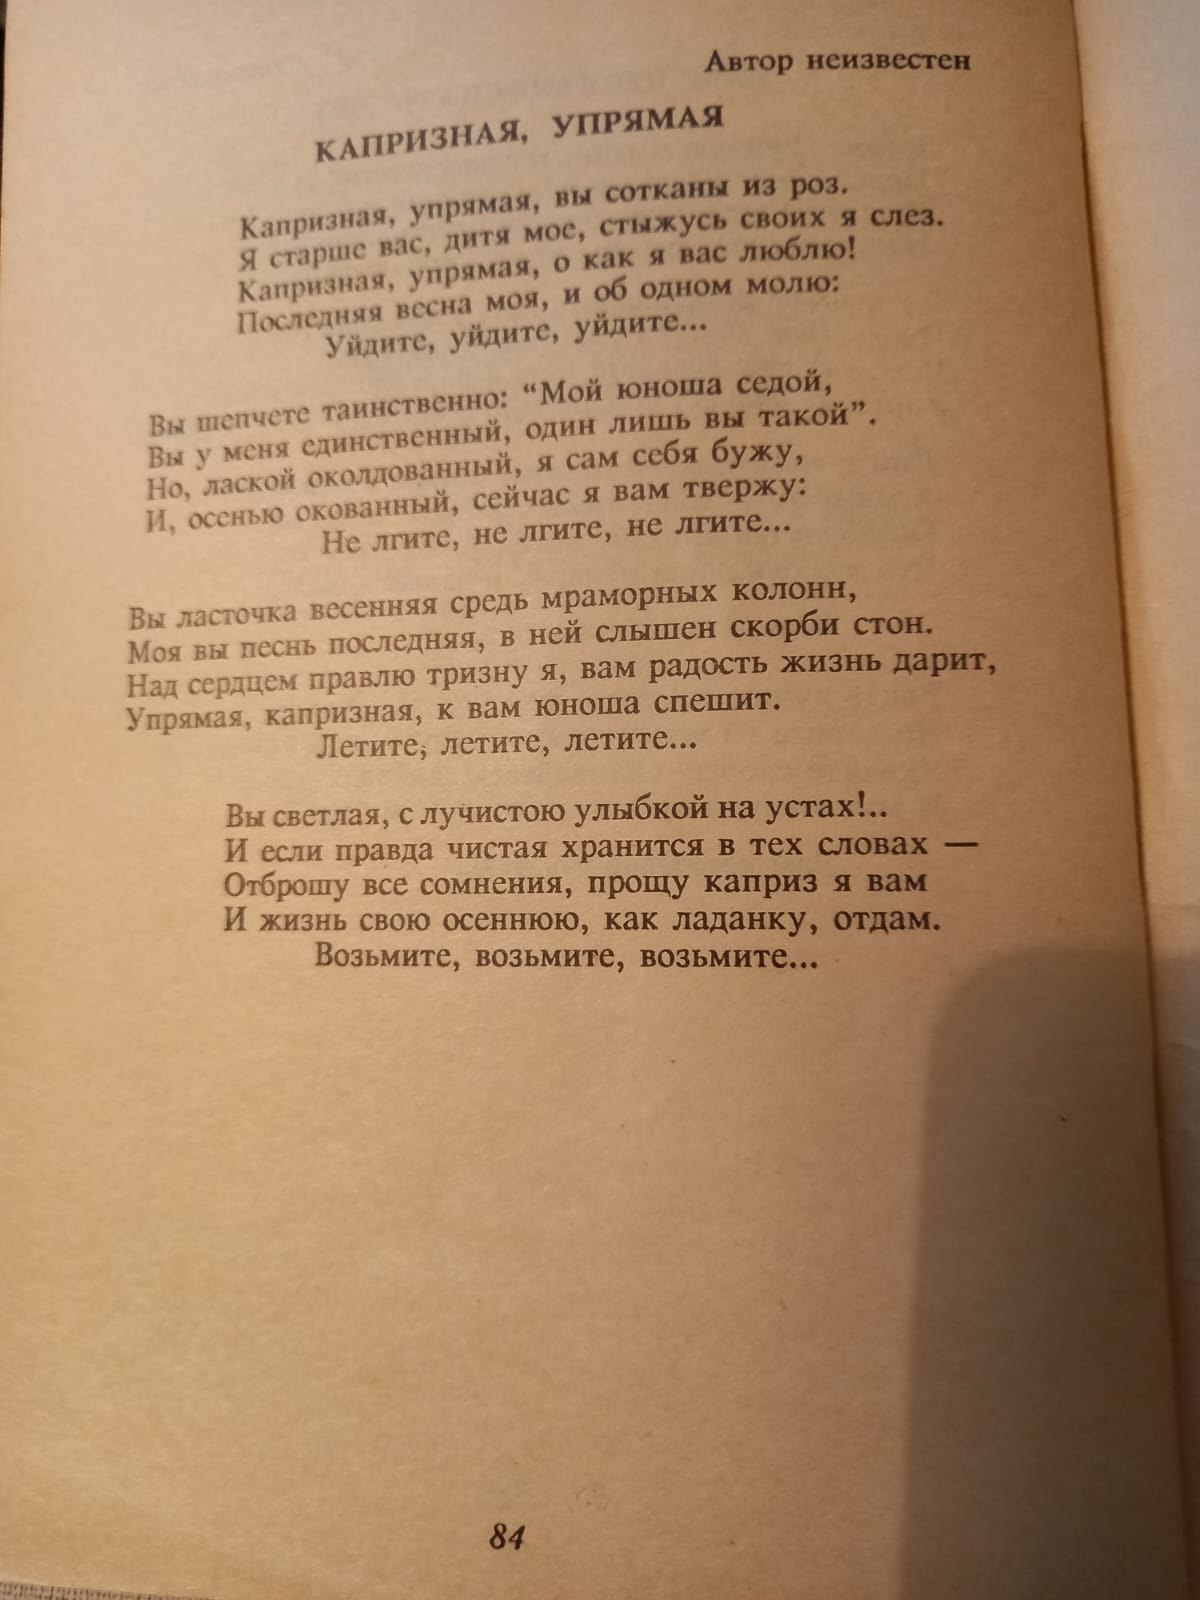 Автор неизвестен
КАПРИЗНАЯ, УПРЯМАЯ
Капризная, упрямая, вы сотканы из роз.
Я старше вас, дитя мое, стыжусь своих я слез.
Капризная, упрямая, о как я вас люблю!
Последняя весна моя, и об одном молю:
Уйдите, уйдите, уйдите...
Вы шепчете таинственно: “Мой юноша седой,
Вы у меня единственный, один лишь вы такой”.
Но, лаской околдованный, я сам себя бужу,
И, осенью окованный, сейчас я вам твержу:
Не лгите, не лгите, не лгите...
Вы ласточка весенняя средь мраморных колонн,
Моя вы песнь последняя, в ней слышен скорби стон.
Над сердцем правлю тризну я, вам радость жизнь дарит,
Упрямая, капризная, к вам юноша спешит.
Летите, летите, летите...
Вы светлая, с лучистою улыбкой на устах!..
И если правда чистая хранится в тех словах —
Отброшу все сомнения, прощу каприз я вам
И жизнь свою осеннюю, как ладанку, отдам.
Возьмите, возьмите, возьмите...
84